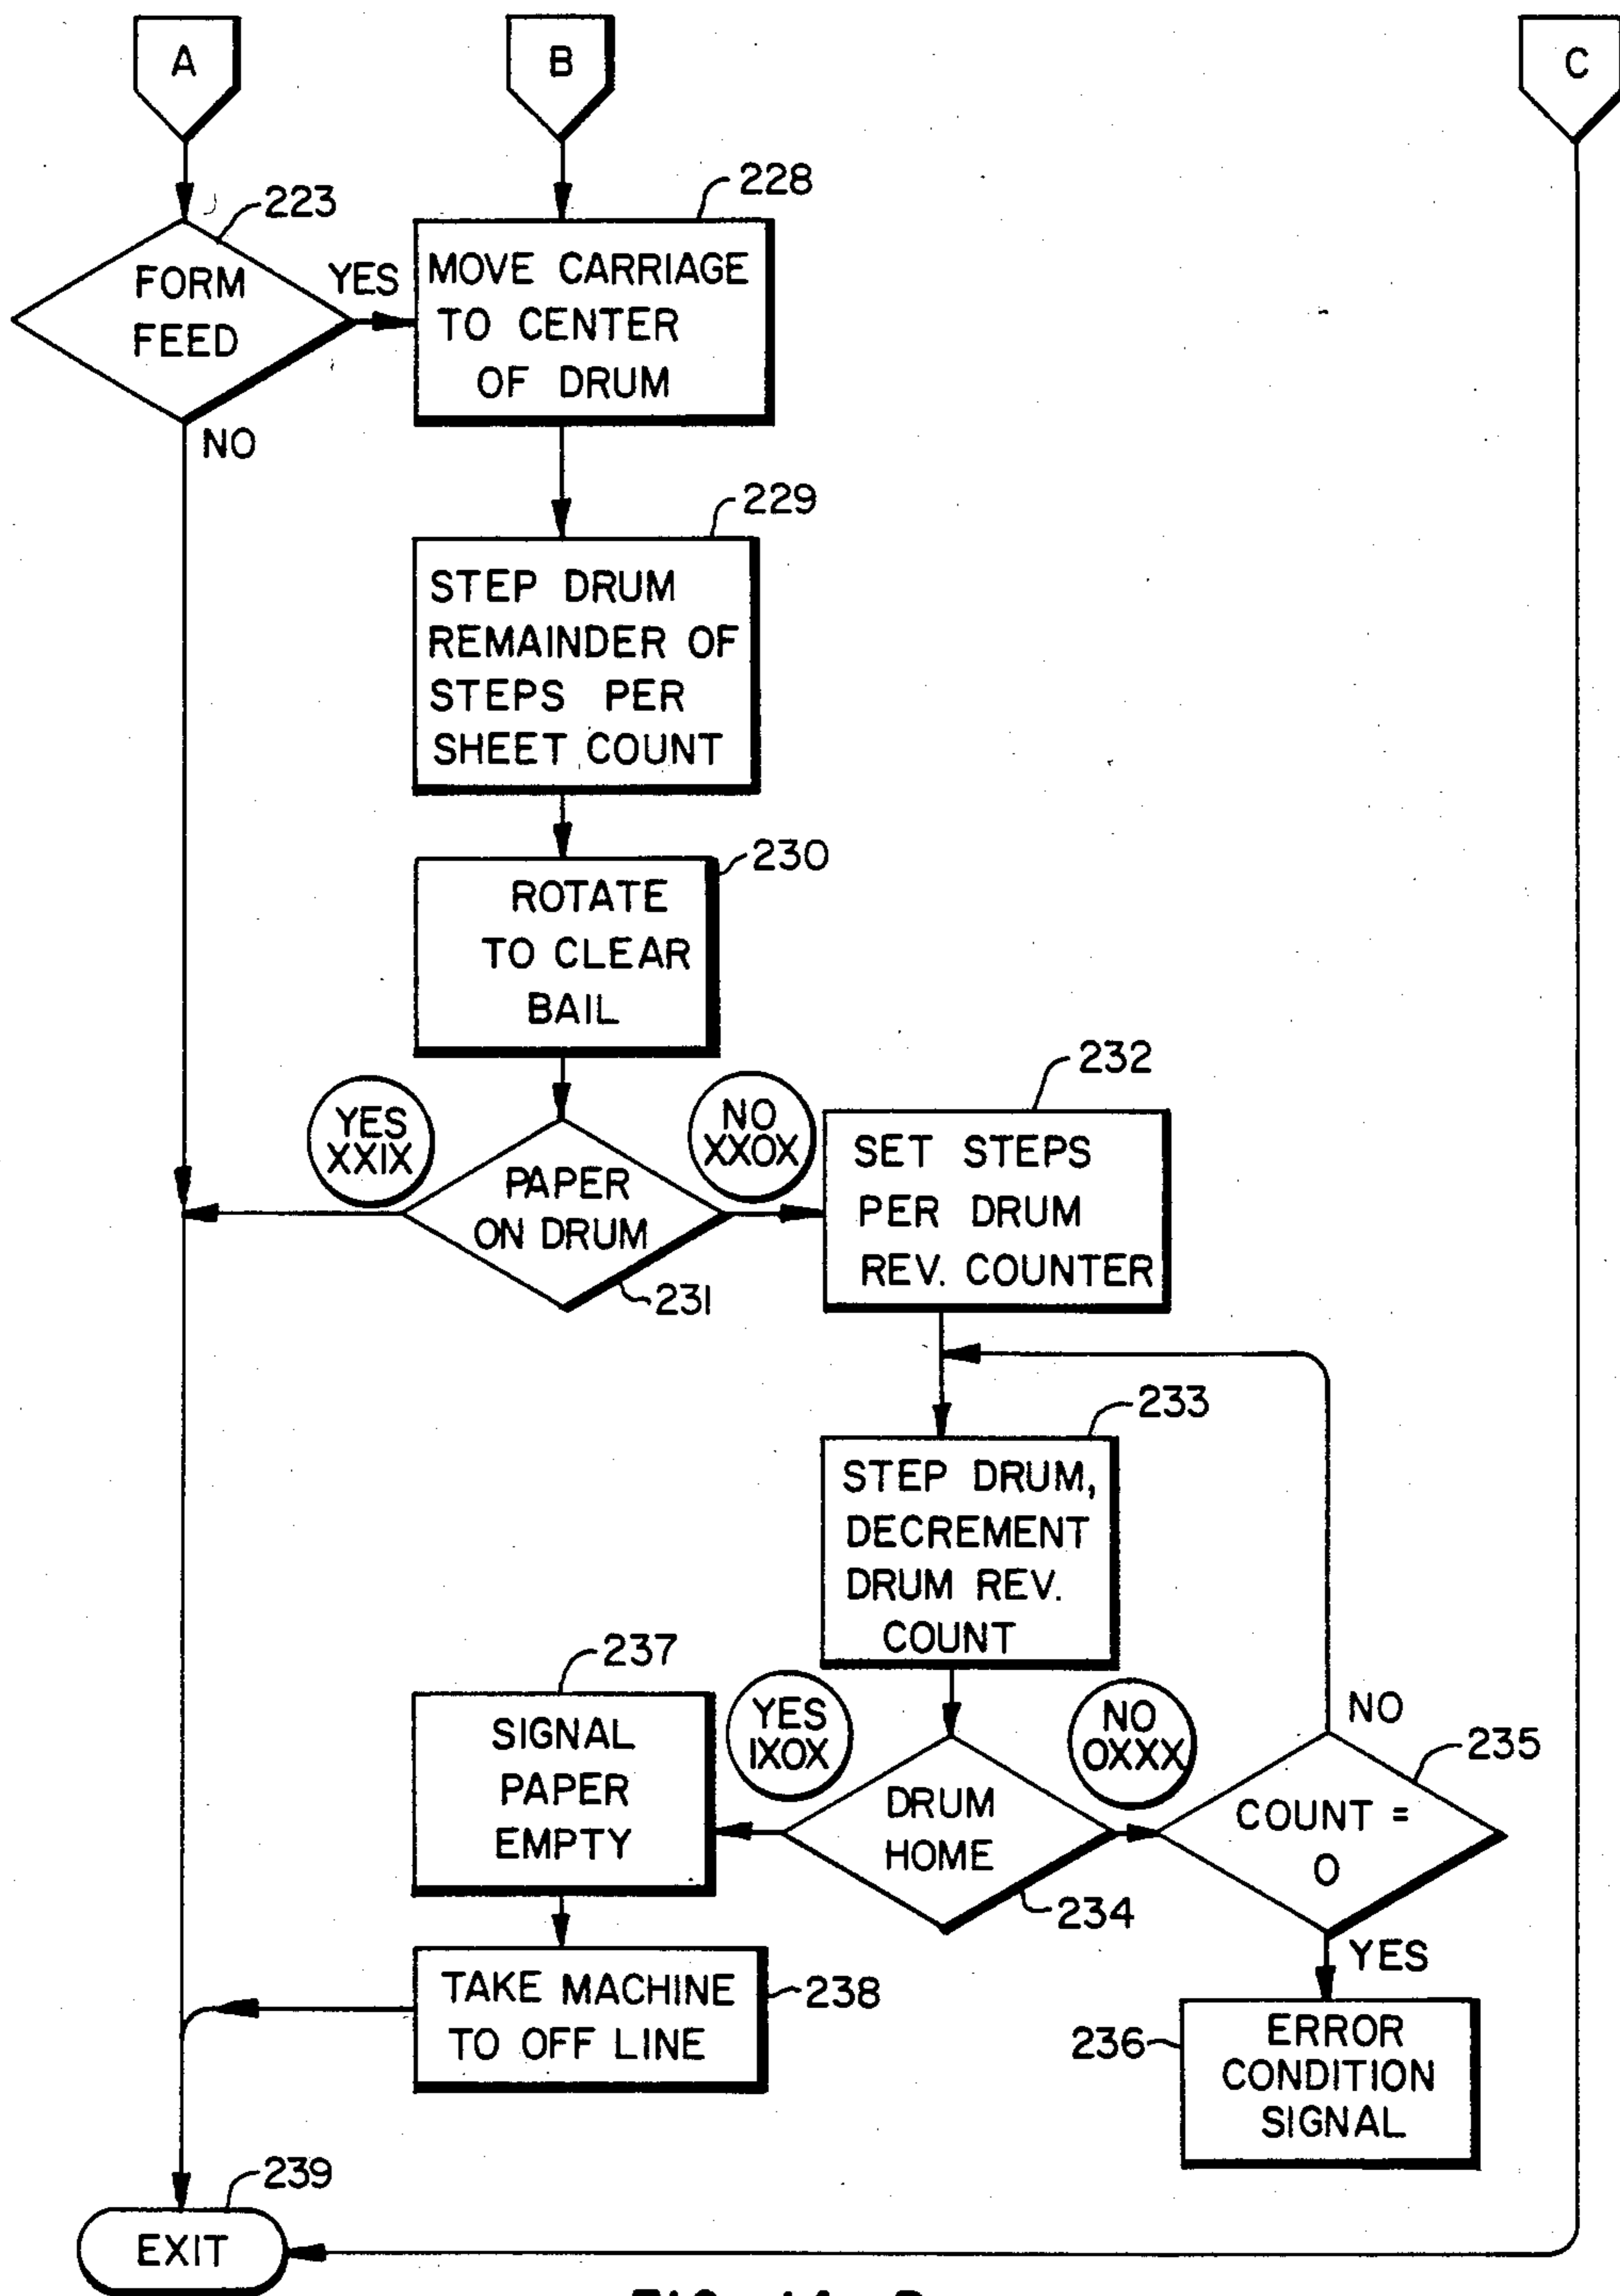 A
B
C
223
228
FORM
FEED
YES
NO
MOVE CARRIAGE
TO CENTER
OF DRUM
229
STEP DRUM
REMAINDER OF
STEPS PER
SHEET COUNT
230
ROTATE
TO CLEAR
BAIL
YES
XXIX
PAPER
ON DRUM
231
NO
XXOX
232
SET STEPS
PER DRUM
REV. COUNTER
233
STEP DRUM,
DECREMENT
DRUM REV.
COUNT
237
SIGNAL
PAPER
EMPTY
YES
IXOX
DRUM
HOME
234
NO
OXXX
NO
235
COUNT =
O
YES
238
TAKE MACHINE
TO OFF LINE
236
ERROR
CONDITION
SIGNAL
239
EXIT